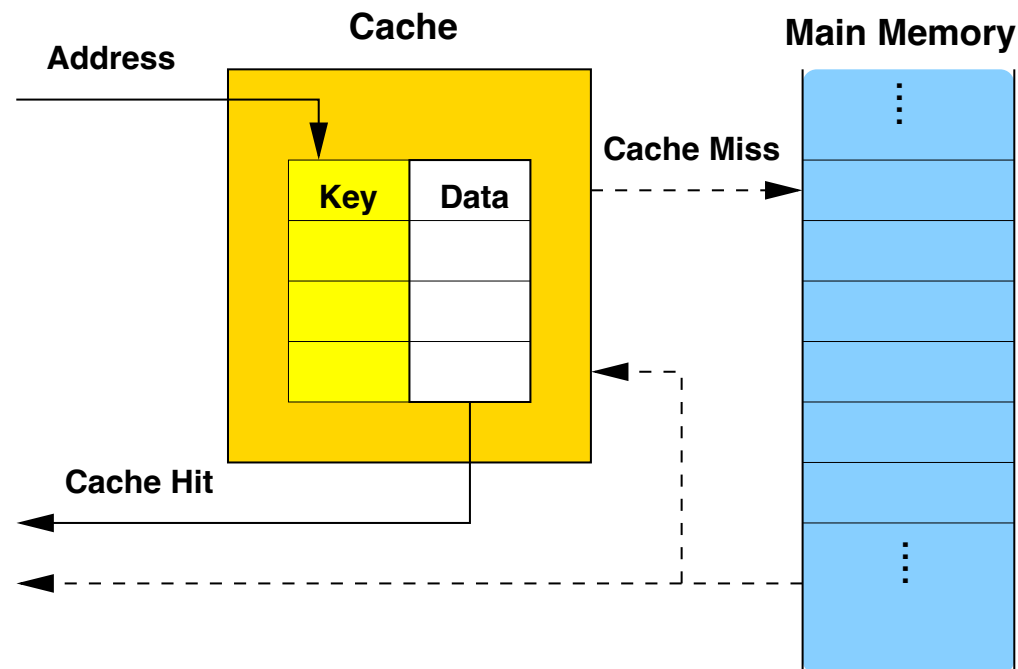 Cache
Main Memory
Address
Cache Miss
Key Data
Cache Hit